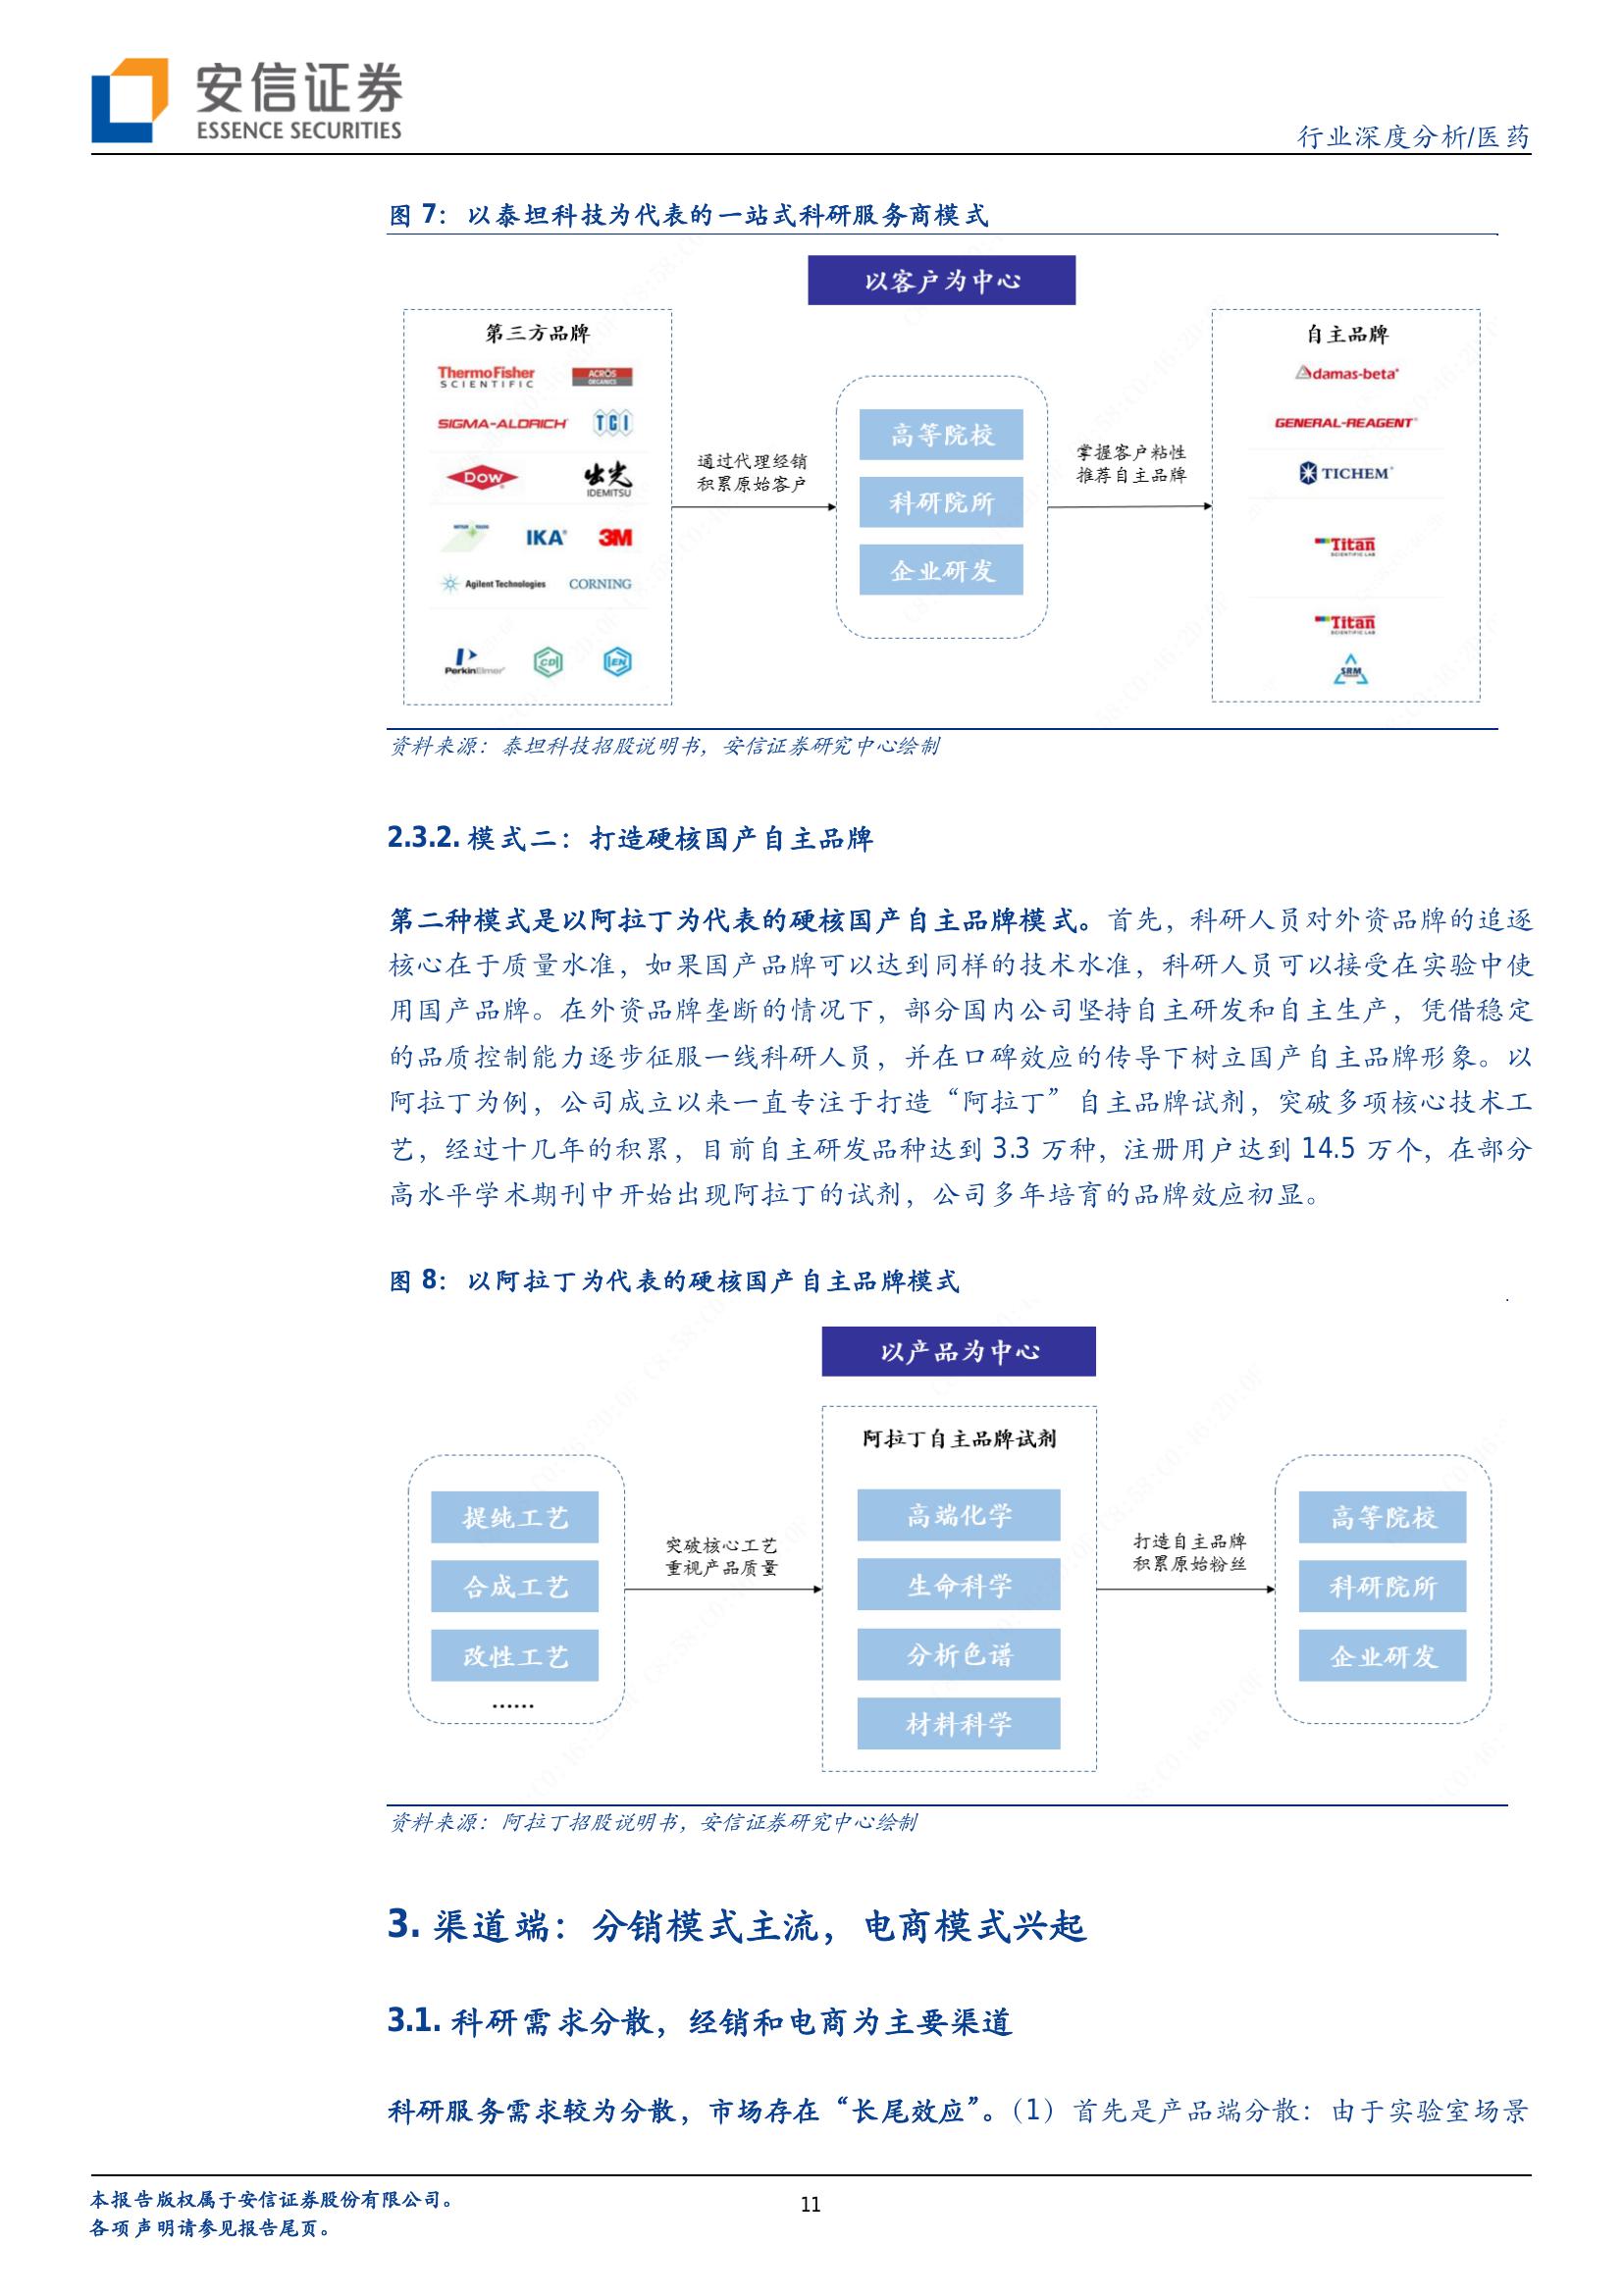 安信证券
ESSENCE SECURITIES
行业深度分析/医药
图 7：以泰坦科技为代表的一站式科研服务商模式
以客户为中心
第三方品牌
ThermoFisher
SCIENTIFIC
ACROS
ORGANICS
SIGMA-ALDRICH
TCI
DOW
出光
IDEMITSU
IKA®
3M
Agilent Technologies
CORNING
PerkinElmer
CDI
通过代理经销
积累原始客户
高等院校
科研院所
企业研发
掌握客户粘性
推荐自主品牌
自主品牌
Adamas-beta®
GENERAL-REAGENT®
TICHEM
Titan
SCIENTIFIC LAB
Titan
SCIENTIFIC LAB
SRM
资料来源：泰坦科技招股说明书，安信证券研究中心绘制
2.3.2. 模式二：打造硬核国产自主品牌
第二种模式是以阿拉丁为代表的硬核国产自主品牌模式。首先，科研人员对外资品牌的追逐
核心在于质量水准，如果国产品牌可以达到同样的技术水准，科研人员可以接受在实验中使
用国产品牌。在外资品牌垄断的情况下，部分国内公司坚持自主研发和自主生产，凭借稳定
的品质控制能力逐步征服一线科研人员，并在口碑效应的传导下树立国产自主品牌形象。以
阿拉丁为例，公司成立以来一直专注于打造“阿拉丁”自主品牌试剂，突破多项核心技术工
艺，经过十几年的积累，目前自主研发品种达到 3.3 万种，注册用户达到 14.5 万个，在部分
高水平学术期刊中开始出现阿拉丁的试剂，公司多年培育的品牌效应初显。
图 8：以阿拉丁为代表的硬核国产自主品牌模式
以产品为中心
提纯工艺
合成工艺
改性工艺
……
突破核心工艺
重视产品质量
阿拉丁自主品牌试剂
高端化学
生命科学
分析色谱
材料科学
打造自主品牌
积累原始粉丝
高等院校
科研院所
企业研发
资料来源：阿拉丁招股说明书，安信证券研究中心绘制
3. 渠道端：分销模式主流，电商模式兴起
3.1. 科研需求分散，经销和电商为主要渠道
科研服务需求较为分散，市场存在“长尾效应”。（1）首先是产品端分散：由于实验室场景
本报告版权属于安信证券股份有限公司。
各项声明请参见报告尾页。
11